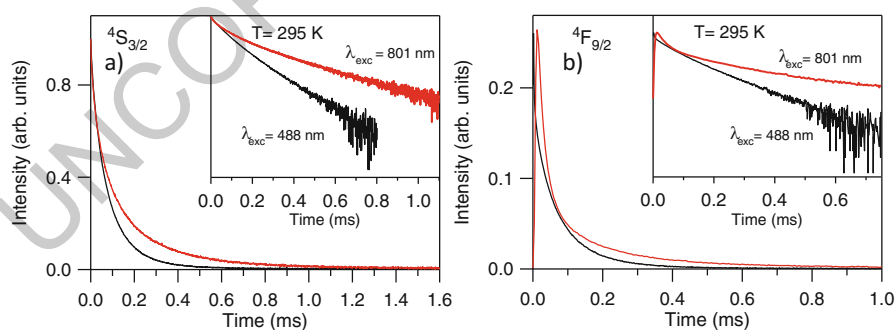 UNCOR
⁴S3/2
a)
T= 295 K
λexc= 801 nm
λexc= 488 nm
0.0 0.2 0.4 0.6 0.8 1.0
Time (ms)
Intensity (arb. units)
0.8
0.4
0.0
0.0 0.2 0.4 0.6 0.8 1.0 1.2 1.4 1.6
Time (ms)
⁴F9/2
b)
T= 295 K
λexc= 801 nm
λexc= 488 nm
0.0 0.2 0.4 0.6
Time (ms)
Intensity (arb. units)
0.2
0.1
0.0
0.0 0.2 0.4 0.6 0.8 1.0
Time (ms)